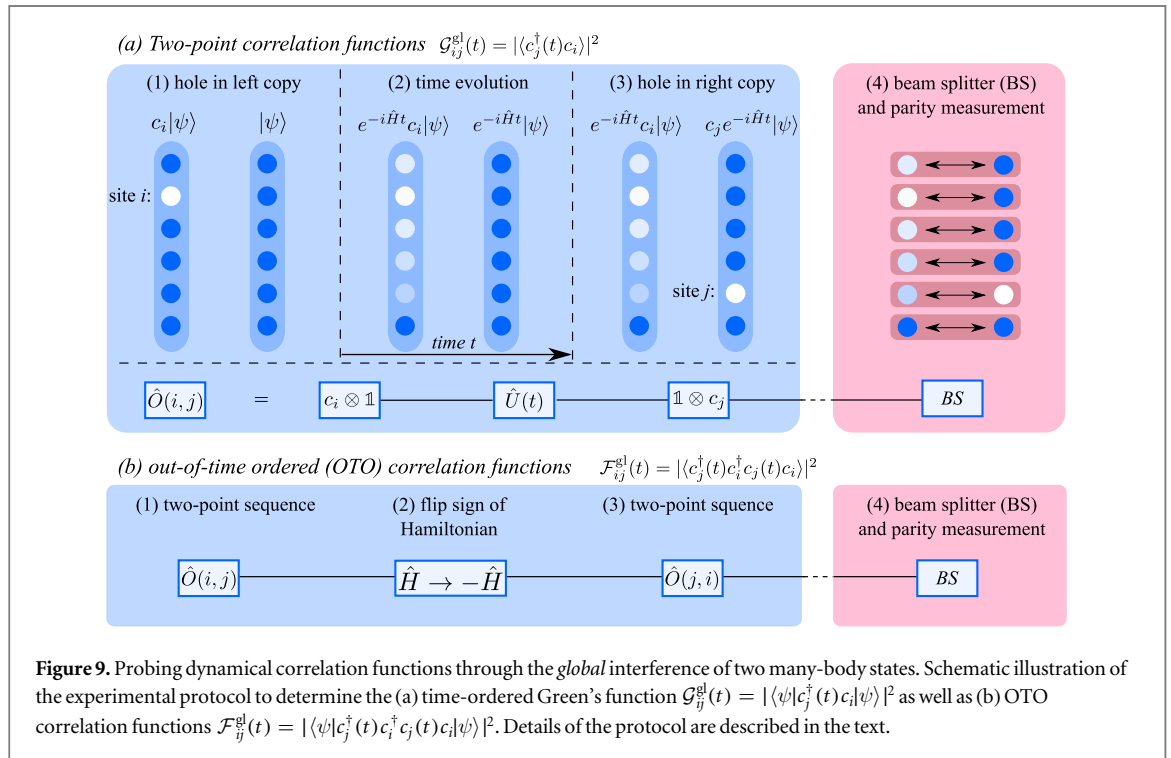 (a) Two-point correlation functions 𝒢ᵢⱼᵍˡ(t) = |⟨cⱼ†(t)cᵢ⟩|²
(1) hole in left copy (2) time evolution (3) hole in right copy (4) beam splitter (BS)
and parity measurement
cᵢ|ψ⟩ |ψ⟩ e^{-iĤt}cᵢ|ψ⟩ e^{-iĤt}|ψ⟩ e^{-iĤt}cᵢ|ψ⟩ cⱼe^{-iĤt}|ψ⟩
site i:
site j:
time t
Ô(i, j) = cᵢ ⊗ 𝟙 Û(t) 𝟙 ⊗ cⱼ BS
(b) out-of-time ordered (OTO) correlation functions ℱᵢⱼᵍˡ(t) = |⟨cⱼ†(t)cᵢ†cⱼ(t)cᵢ⟩|²
(1) two-point sequence (2) flip sign of (3) two-point squence (4) beam splitter (BS)
Hamiltonian and parity measurement
Ô(i, j) Ĥ → −Ĥ Ô(j, i) BS
Figure 9. Probing dynamical correlation functions through the global interference of two many-body states. Schematic illustration of
the experimental protocol to determine the (a) time-ordered Green's function 𝒢ᵢⱼᵍˡ(t) = |⟨ψ|cⱼ†(t)cᵢ|ψ⟩|² as well as (b) OTO
correlation functions ℱᵢⱼᵍˡ(t) = |⟨ψ|cⱼ†(t)cᵢ†cⱼ(t)cᵢ|ψ⟩|². Details of the protocol are described in the text.